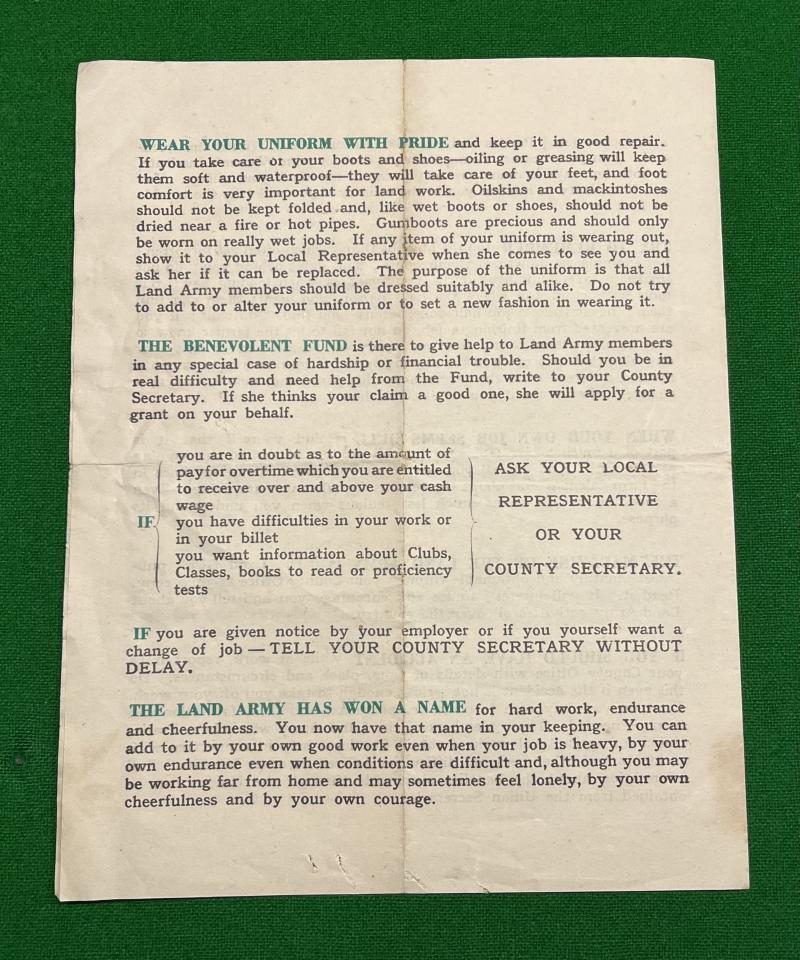 WEAR YOUR UNIFORM WITH PRIDE and keep it in good repair.
If you take care of your boots and shoes—oiling or greasing will keep
them soft and waterproof—they will take care of your feet, and foot
comfort is very important for land work. Oilskins and mackintoshes
should not be kept folded and, like wet boots or shoes, should not be
dried near a fire or hot pipes. Gumboots are precious and should only
be worn on really wet jobs. If any item of your uniform is wearing out,
show it to your Local Representative when she comes to see you and
ask her if it can be replaced. The purpose of the uniform is that all
Land Army members should be dressed suitably and alike. Do not try
to add to or alter your uniform or to set a new fashion in wearing it.
THE BENEVOLENT FUND is there to give help to Land Army members
in any special case of hardship or financial trouble. Should you be in
real difficulty and need help from the Fund, write to your County
Secretary. If she thinks your claim a good one, she will apply for a
grant on your behalf.
IF
you are in doubt as to the amount of
pay for overtime which you are entitled
to receive over and above your cash
wage
you have difficulties in your work or
in your billet
you want information about Clubs,
Classes, books to read or proficiency
tests
ASK YOUR LOCAL
REPRESENTATIVE
OR YOUR
COUNTY SECRETARY.
IF you are given notice by your employer or if you yourself want a
change of job — TELL YOUR COUNTY SECRETARY WITHOUT
DELAY.
THE LAND ARMY HAS WON A NAME for hard work, endurance
and cheerfulness. You now have that name in your keeping. You can
add to it by your own good work even when your job is heavy, by your
own endurance even when conditions are difficult and, although you may
be working far from home and may sometimes feel lonely, by your own
cheerfulness and by your own courage.